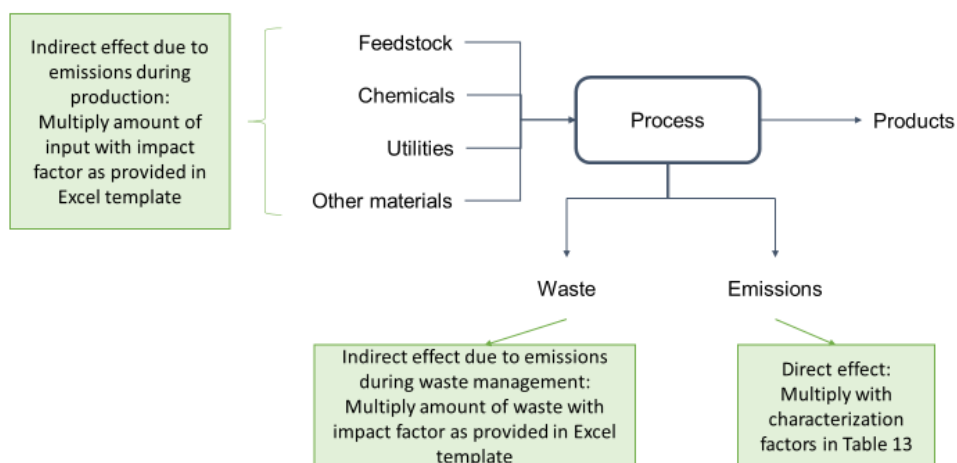 Indirect effect due to
emissions during
production:
Multiply amount of
input with impact
factor as provided in
Excel template
Feedstock
Chemicals
Utilities
Other materials
Process
Products
Waste
Emissions
Indirect effect due to emissions
during waste management:
Multiply amount of waste with
impact factor as provided in Excel
template
Direct effect:
Multiply with
characterization
factors in Table 13